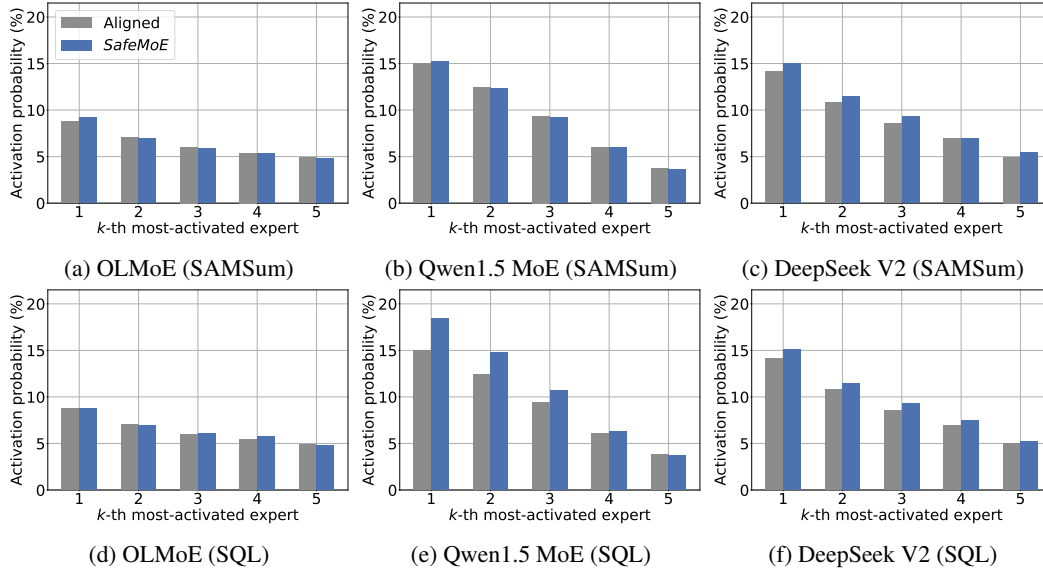 Aligned
SafeMoE
Activation probability (%)
20
15
10
5
0
1 2 3 4 5
k-th most-activated expert
(a) OLMoE (SAMSum)
Activation probability (%)
20
15
10
5
0
1 2 3 4 5
k-th most-activated expert
(b) Qwen1.5 MoE (SAMSum)
Activation probability (%)
20
15
10
5
0
1 2 3 4 5
k-th most-activated expert
(c) DeepSeek V2 (SAMSum)
Activation probability (%)
20
15
10
5
0
1 2 3 4 5
k-th most-activated expert
(d) OLMoE (SQL)
Activation probability (%)
20
15
10
5
0
1 2 3 4 5
k-th most-activated expert
(e) Qwen1.5 MoE (SQL)
Activation probability (%)
20
15
10
5
0
1 2 3 4 5
k-th most-activated expert
(f) DeepSeek V2 (SQL)